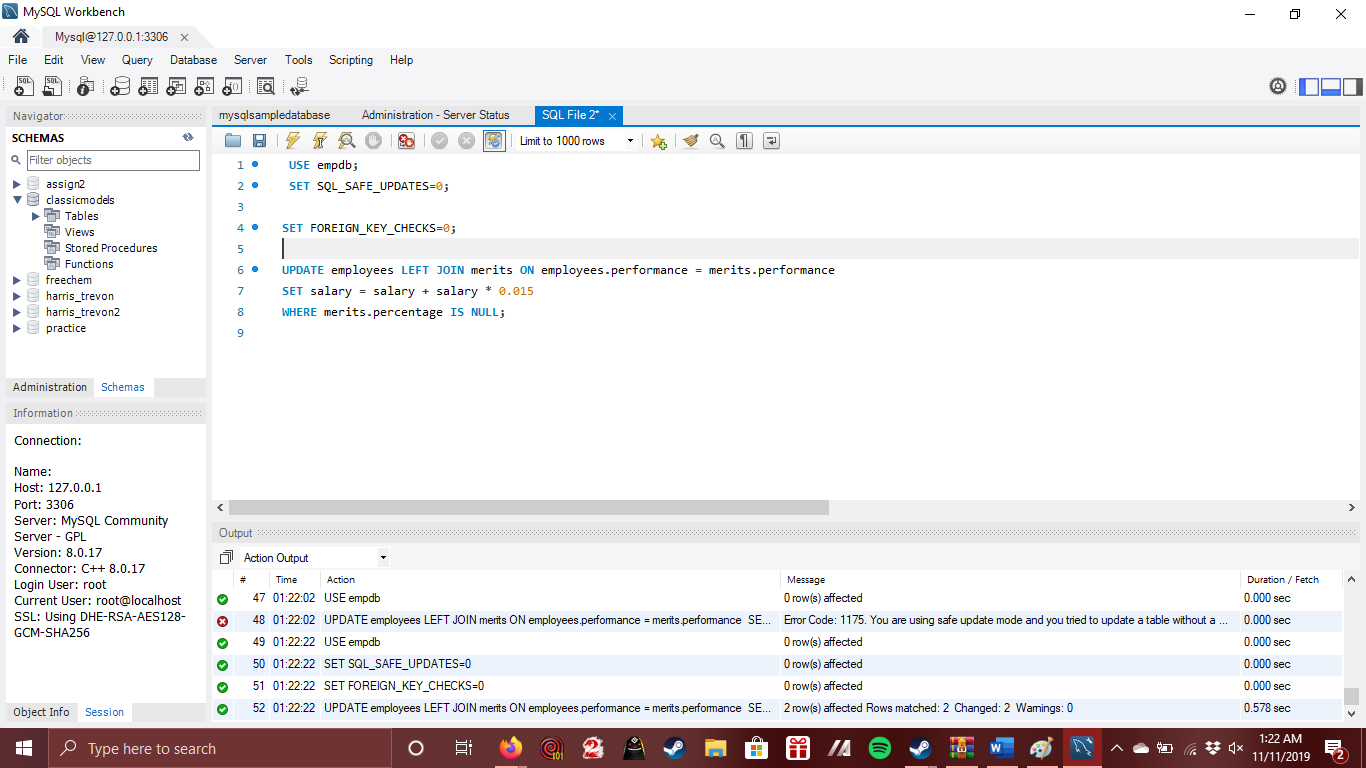 MySQL Workbench
Mysql@127.0.0.1:3306
File Edit View Query Database Server Tools Scripting Help
Navigator
SCHEMAS
Filter objects
assign2
classicmodels
Tables
Views
Stored Procedures
Functions
freechem
harris_trevon
harris_trevon2
practice
Administration Schemas
Information
Connection:
Name:
Host: 127.0.0.1
Port: 3306
Server: MySQL Community
Server - GPL
Version: 8.0.17
Connector: C++ 8.0.17
Login User: root
Current User: root@localhost
SSL: Using DHE-RSA-AES128-
GCM-SHA256
Object Info Session
mysqlsampledatabase Administration - Server Status SQL File 2*
Limit to 1000 rows
1 USE empdb;
2 SET SQL_SAFE_UPDATES=0;
3
4 SET FOREIGN_KEY_CHECKS=0;
5
6 UPDATE employees LEFT JOIN merits ON employees.performance = merits.performance
7 SET salary = salary + salary * 0.015
8 WHERE merits.percentage IS NULL;
9
Output
Action Output
# Time Action Message Duration / Fetch
47 01:22:02 USE empdb 0 row(s) affected 0.000 sec
48 01:22:02 UPDATE employees LEFT JOIN merits ON employees.performance = merits.performance SE... Error Code: 1175. You are using safe update mode and you tried to update a table without a ... 0.000 sec
49 01:22:22 USE empdb 0 row(s) affected 0.000 sec
50 01:22:22 SET SQL_SAFE_UPDATES=0 0 row(s) affected 0.000 sec
51 01:22:22 SET FOREIGN_KEY_CHECKS=0 0 row(s) affected 0.000 sec
52 01:22:22 UPDATE employees LEFT JOIN merits ON employees.performance = merits.performance SE... 2 row(s) affected Rows matched: 2 Changed: 2 Warnings: 0 0.578 sec
Type here to search
1:22 AM
11/11/2019
2